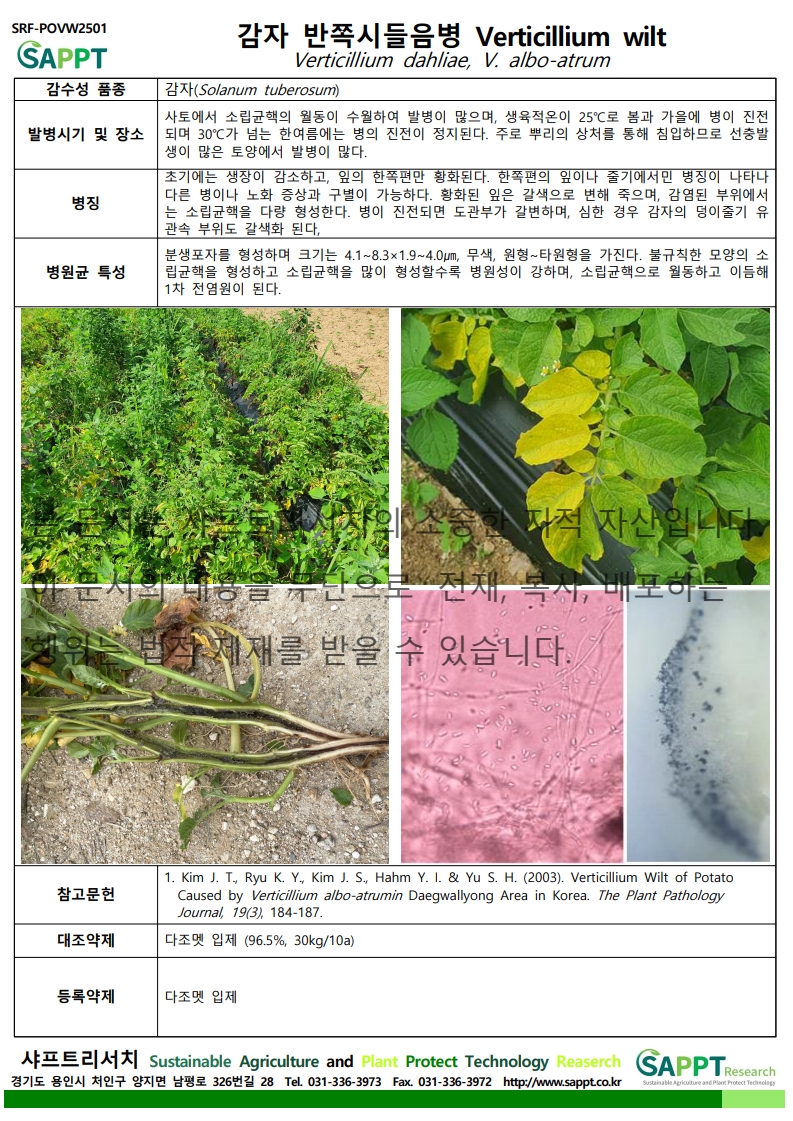 SRF-POVW2501
감자 반쪽시들음병 Verticillium wilt
SAPPT
Verticillium dahliae, V. albo-atrum
감수성 품종
감자(Solanum tuberosum)
발병시기 및 장소
사토에서 소립균핵의 월동이 수월하여 발병이 많으며, 생육적온이 25℃로 봄과 가을에 병이 진전
되며 30℃가 넘는 한여름에는 병의 진전이 정지된다. 주로 뿌리의 상처를 통해 침입하므로 선충발
생이 많은 토양에서 발병이 많다.
병징
초기에는 생장이 감소하고, 잎의 한쪽편만 황화된다. 한쪽편의 잎이나 줄기에서민 병징이 나타나
다른 병이나 노화 증상과 구별이 가능하다. 황화된 잎은 갈색으로 변해 죽으며, 감염된 부위에서
는 소립균핵을 다량 형성한다. 병이 진전되면 도관부가 갈변하며, 심한 경우 감자의 덩이줄기 유
관속 부위도 갈색화 된다,
병원균 특성
분생포자를 형성하며 크기는 4.1~8.3×1.9~4.0㎛, 무색, 원형~타원형을 가진다. 불규칙한 모양의 소
립균핵을 형성하고 소립균핵을 많이 형성할수록 병원성이 강하며, 소립균핵으로 월동하고 이듬해
1차 전염원이 된다.
본 문서는 샤프트리서치의 소중한 지적 자산입니다
이 문서의 내용을 무단으로 전재, 복사, 배포하는
행위는 법적 제재를 받을 수 있습니다.
참고문헌
1. Kim J. T., Ryu K. Y., Kim J. S., Hahm Y. I. & Yu S. H. (2003). Verticillium Wilt of Potato
Caused by Verticillium albo-atrumin Daegwallyong Area in Korea. The Plant Pathology
Journal, 19(3), 184-187.
대조약제
다조멧 입제 (96.5%, 30kg/10a)
등록약제
다조멧 입제
샤프트리서치 Sustainable Agriculture and Plant Protect Technology Reaserch
경기도 용인시 처인구 양지면 남평로 326번길 28 Tel. 031-336-3973 Fax. 031-336-3972 http://www.sappt.co.kr
SAPPT Research
Sustainable Agriculture and Plant Protect Technology